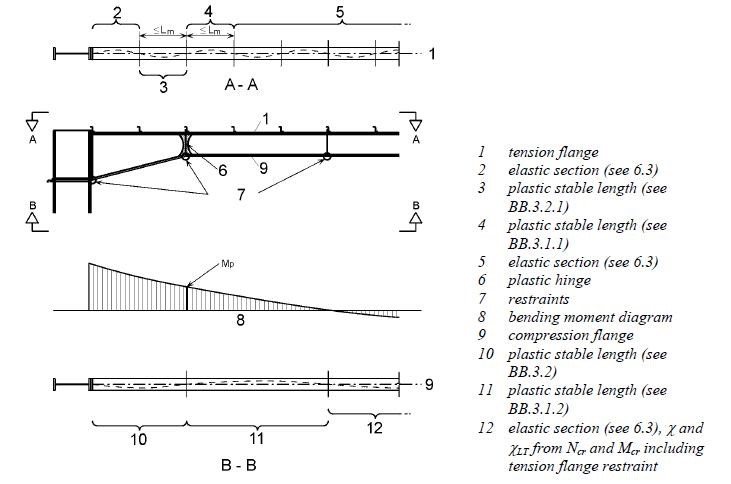 2 4 5
≤Lm ≤Lm
1
3 A - A
1
A A
6 9
7
B B
Mp
8
9
10 11 12
B - B
1 tension flange
2 elastic section (see 6.3)
3 plastic stable length (see
BB.3.2.1)
4 plastic stable length (see
BB.3.1.1)
5 elastic section (see 6.3)
6 plastic hinge
7 restraints
8 bending moment diagram
9 compression flange
10 plastic stable length (see
BB.3.2)
11 plastic stable length (see
BB.3.1.2)
12 elastic section (see 6.3), χ and
χLT from Ncr and Mcr including
tension flange restraint